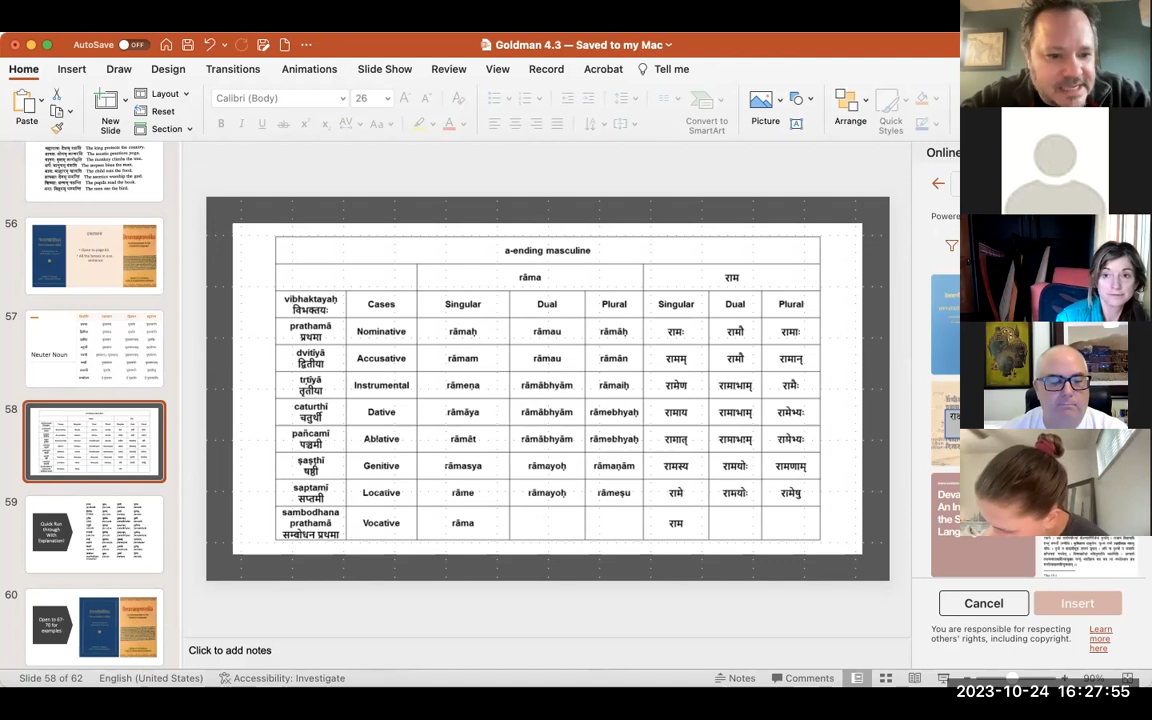 AutoSave OFF
Goldman 4.3 — Saved to my Mac
Home Insert Draw Design Transitions Animations Slide Show Review View Record Acrobat Tell me
Paste
New Slide
Layout
Reset
Section
Calibri (Body) 26
Convert to SmartArt
Picture
Arrange
Quick Styles
56
57
Neuter Noun
58
59
Quick Run through With Explanation!
60
Open to 67-70 for examples
a-ending masculine
rāma राम
vibhaktayaḥ विभक्तयः Cases Singular Dual Plural Singular Dual Plural
prathamā प्रथमा Nominative rāmaḥ rāmau rāmāḥ रामः रामौ रामाः
dvitīyā द्वितीया Accusative rāmam rāmau rāmān रामम् रामौ रामान्
tṛtīyā तृतीया Instrumental rāmeṇa rāmābhyām rāmaiḥ रामेण रामाभाम् रामैः
caturthī चतुर्थी Dative rāmāya rāmābhyām rāmebhyaḥ रामाय रामाभाम् रामेभ्यः
pañcamī पञ्चमी Ablative rāmāt rāmābhyām rāmebhyaḥ रामात् रामाभाम् रामेभ्यः
ṣaṣṭhī षष्ठी Genitive rāmasya rāmayoḥ rāmaṇām रामस्य रामयोः रामणाम्
saptamī सप्तमी Locative rāme rāmayoḥ rāmeṣu रामे रामयोः रामेषु
sambodhana prathamā सम्बोधन प्रथमा Vocative rāma राम
Click to add notes
Online
Cancel Insert
You are responsible for respecting others' rights, including copyright.
Learn more here
Slide 58 of 62 English (United States) Accessibility: Investigate Notes Comments 90%
2023-10-24 16:27:55